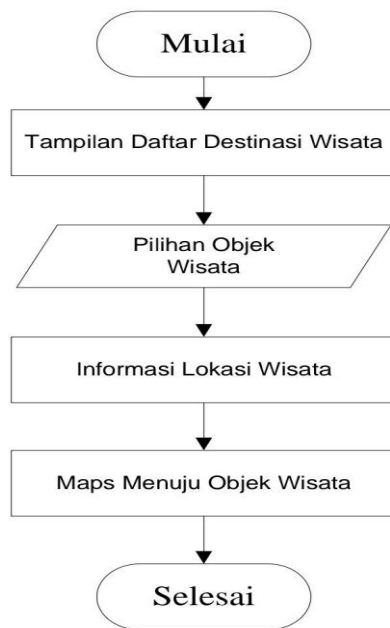 Mulai
Tampilan Daftar Destinasi Wisata
Pilihan Objek
Wisata
Informasi Lokasi Wisata
Maps Menuju Objek Wisata
Selesai